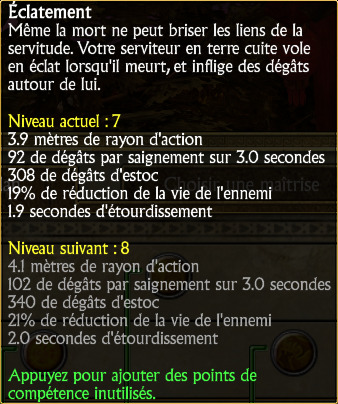 Éclatement
Même la mort ne peut briser les liens de la
servitude. Votre serviteur en terre cuite vole
en éclat lorsqu'il meurt, et inflige des dégâts
autour de lui.
Niveau actuel : 7
3.9 mètres de rayon d'action
92 de dégâts par saignement sur 3.0 secondes
308 de dégâts d'estoc
19% de réduction de la vie de l'ennemi
1.9 secondes d'étourdissement
Niveau suivant : 8
4.1 mètres de rayon d'action
102 de dégâts par saignement sur 3.0 secondes
340 de dégâts d'estoc
21% de réduction de la vie de l'ennemi
2.0 secondes d'étourdissement
Appuyez pour ajouter des points de
compétence inutilisés.
Choisir une maîtrise